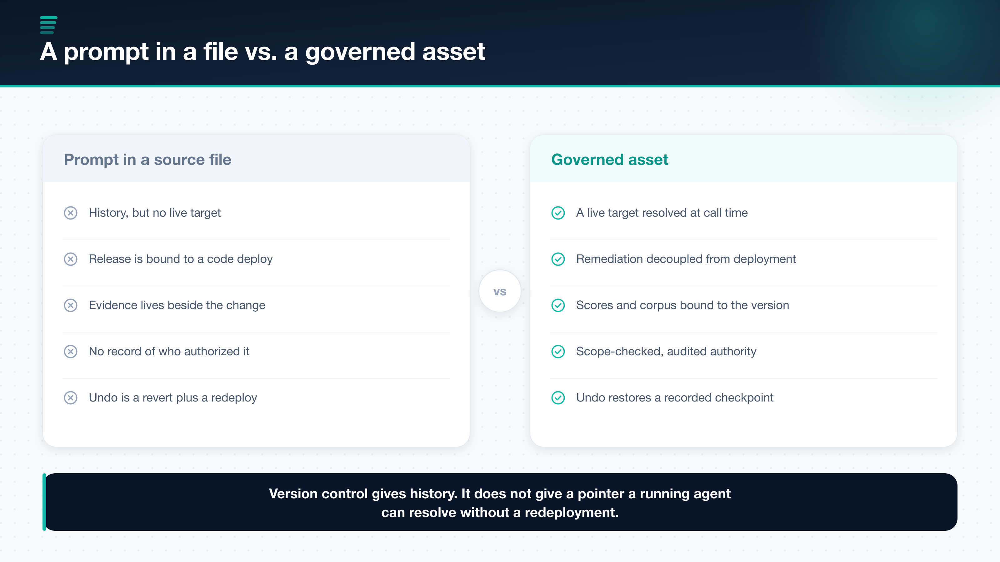 A prompt in a file vs. a governed asset
Prompt in a source file
History, but no live target
Release is bound to a code deploy
Evidence lives beside the change
No record of who authorized it
Undo is a revert plus a redeploy
vs
Governed asset
A live target resolved at call time
Remediation decoupled from deployment
Scores and corpus bound to the version
Scope-checked, audited authority
Undo restores a recorded checkpoint
Version control gives history. It does not give a pointer a running agent
can resolve without a redeployment.